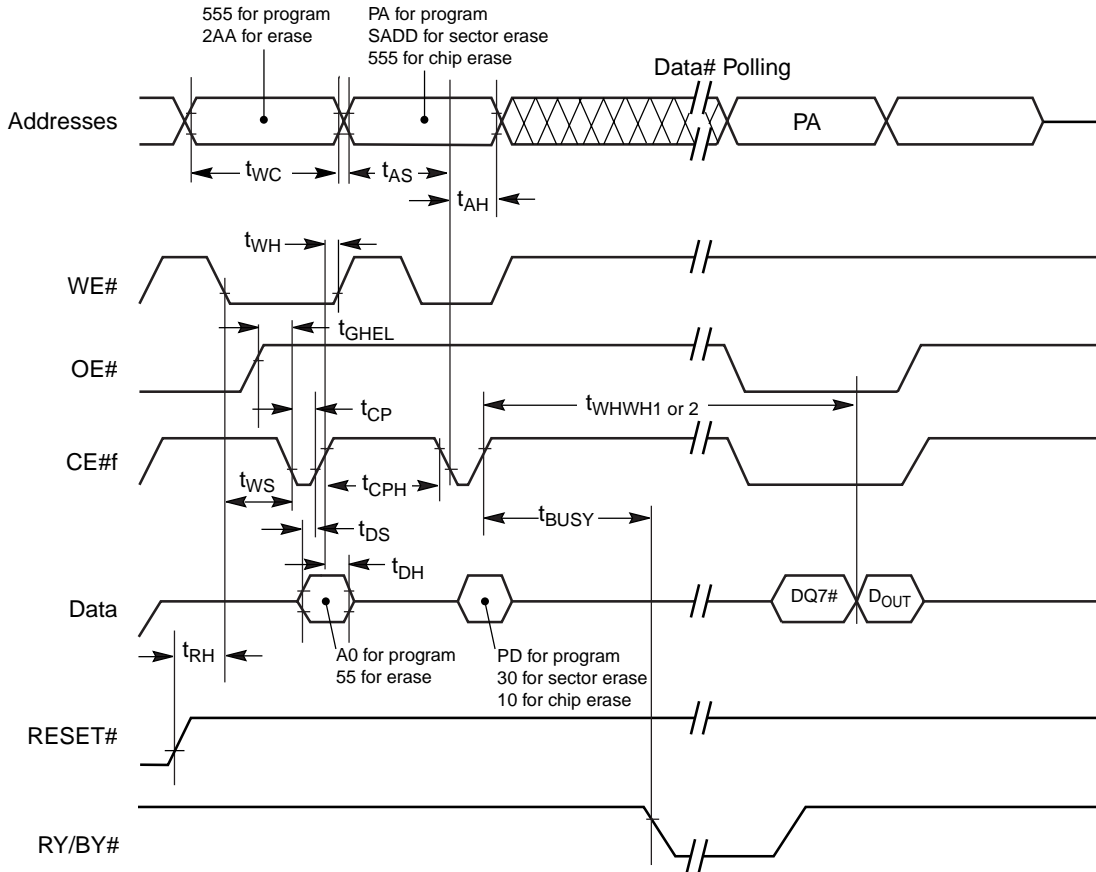 555 for program
2AA for erase
PA for program
SADD for sector erase
555 for chip erase
Data# Polling
Addresses
PA
tWC
tAS
tAH
tWH
WE#
tGHEL
OE#
tWHWH1 or 2
tCP
CE#f
tWS
tCPH
tBUSY
tDS
tDH
Data
DQ7#
DOUT
tRH
A0 for program
55 for erase
PD for program
30 for sector erase
10 for chip erase
RESET#
RY/BY#